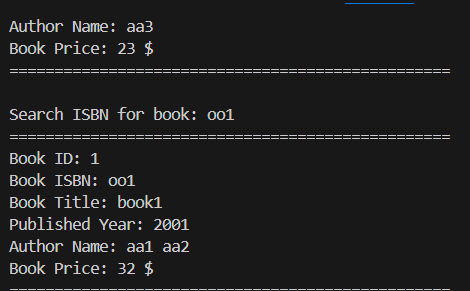 Author Name: aa3
Book Price: 23 $
=================================================
Search ISBN for book: oo1
=================================================
Book ID: 1
Book ISBN: oo1
Book Title: book1
Published Year: 2001
Author Name: aa1 aa2
Book Price: 32 $
=================================================